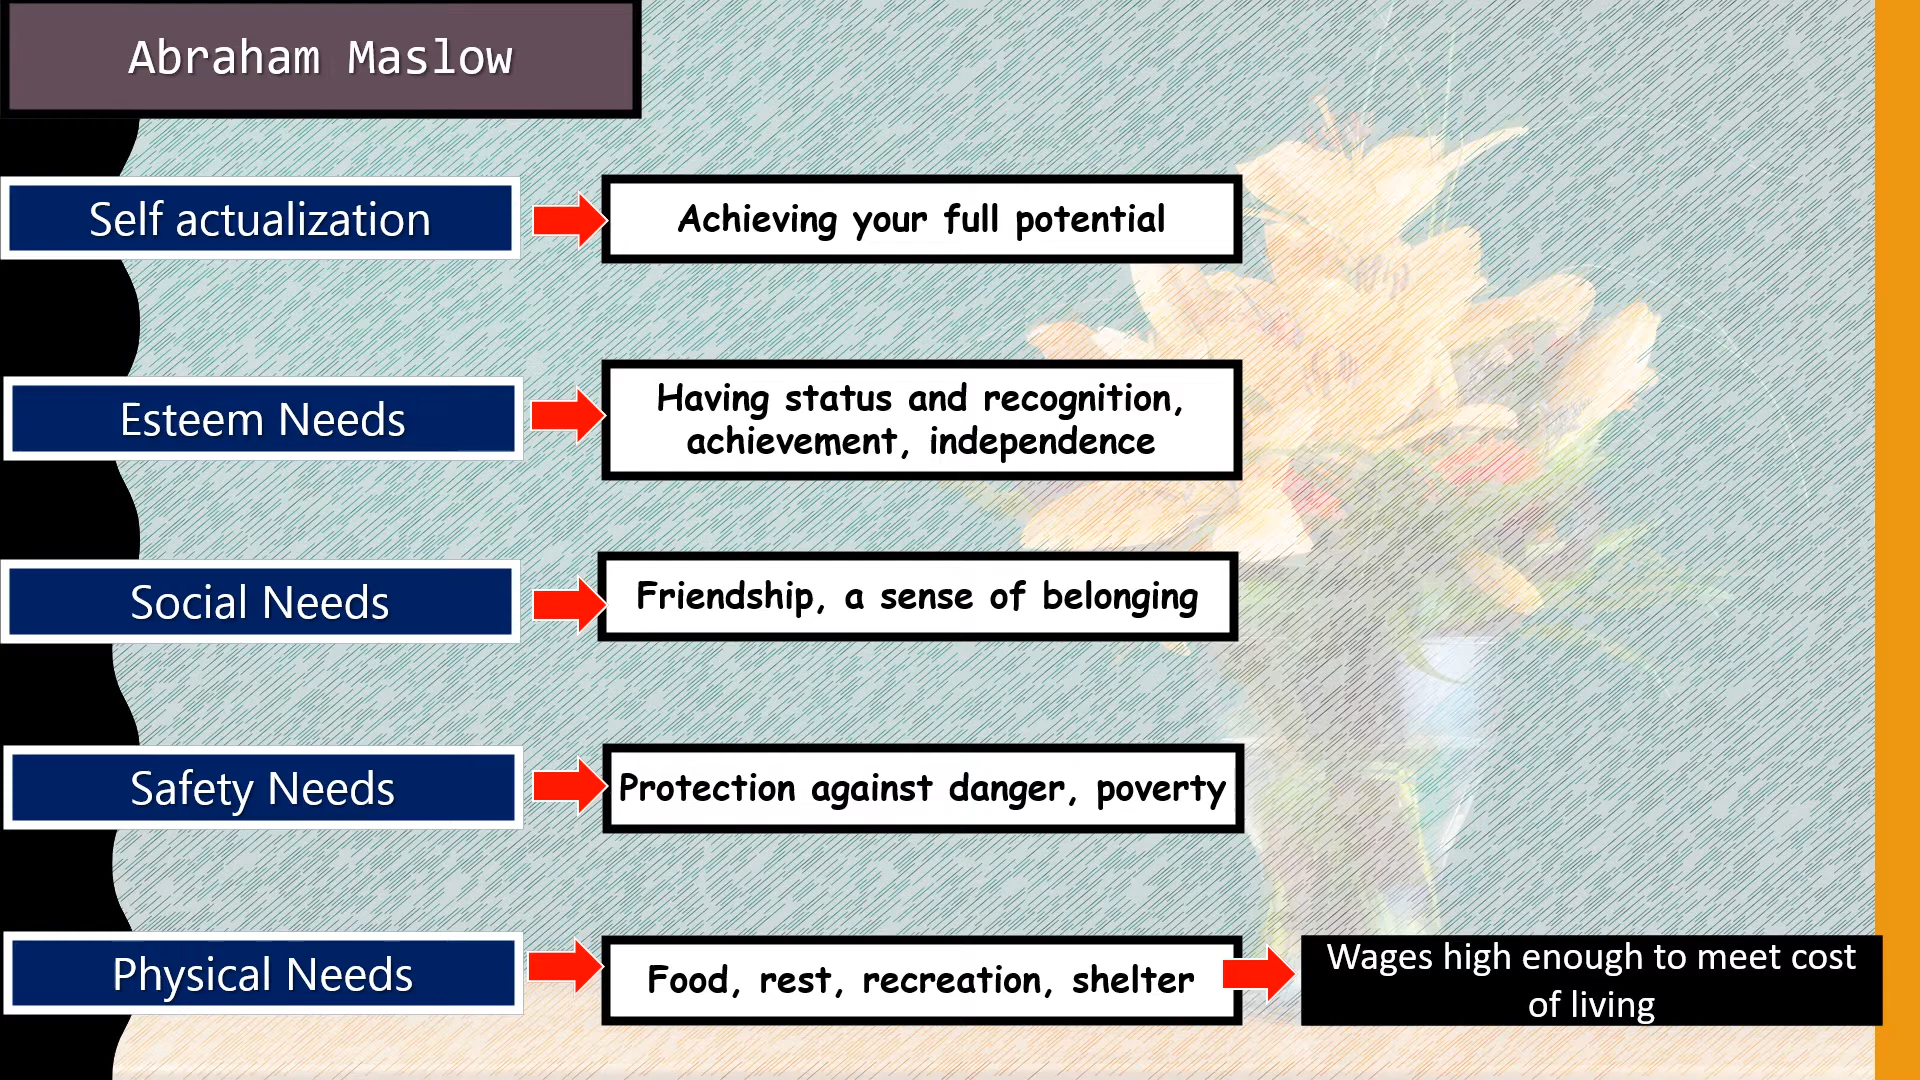 Abraham Maslow
Self actualization
Achieving your full potential
Esteem Needs
Having status and recognition,
achievement, independence
Social Needs
Friendship, a sense of belonging
Safety Needs
Protection against danger, poverty
Physical Needs
Food, rest, recreation, shelter
Wages high enough to meet cost
of living